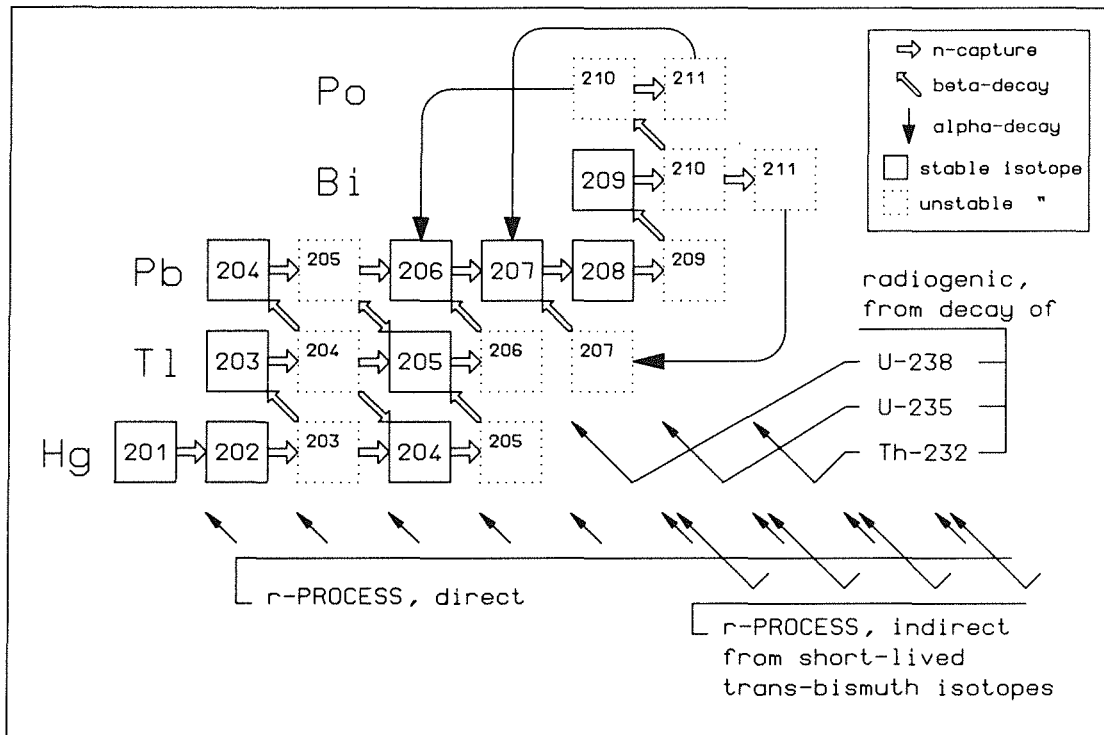 n-capture
beta-decay
alpha-decay
stable isotope
unstable "
Po 210 211
Bi 209 210 211
Pb 204 205 206 207 208 209
Tl 203 204 205 206 207
Hg 201 202 203 204 205
radiogenic,
from decay of
U-238
U-235
Th-232
r-PROCESS, direct
r-PROCESS, indirect
from short-lived
trans-bismuth isotopes